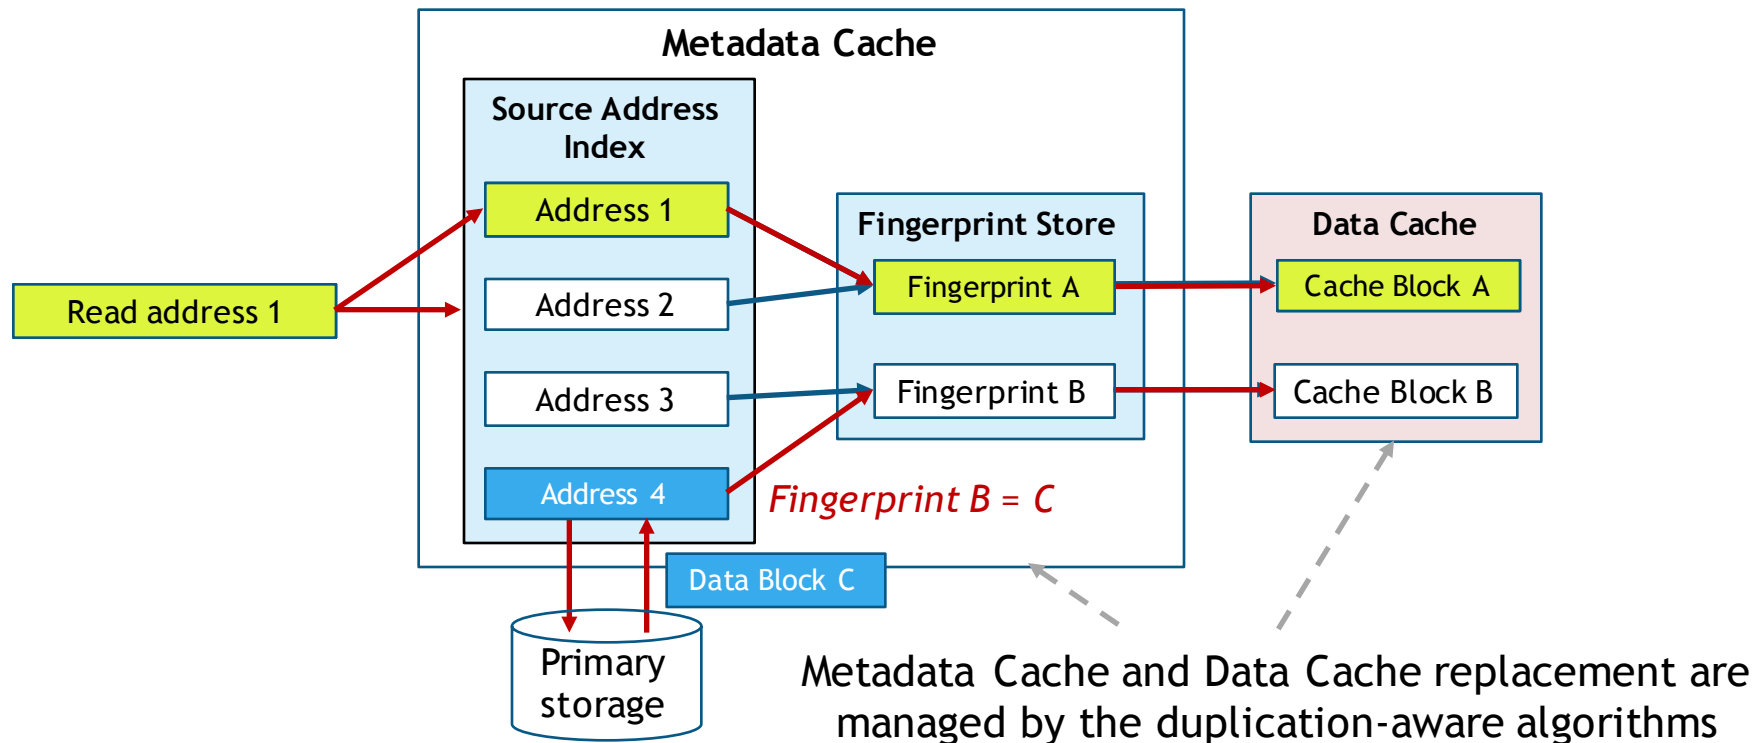 Metadata Cache
Source Address
Index
Address 1
Address 2
Address 3
Address 4
Read address 1
Fingerprint Store
Fingerprint A
Fingerprint B
Data Cache
Cache Block A
Cache Block B
Fingerprint B = C
Data Block C
Primary
storage
Metadata Cache and Data Cache replacement are
managed by the duplication-aware algorithms